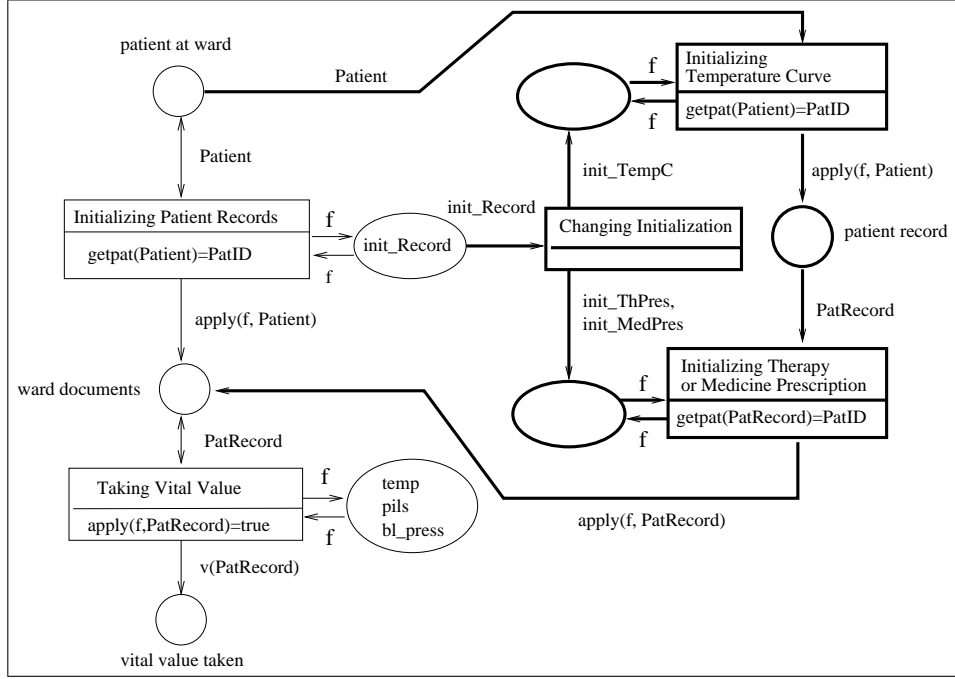 patient at ward
Patient
Initializing
Temperature Curve
getpat(Patient)=PatID
f
f
Patient
init_TempC
apply(f, Patient)
Initializing Patient Records
getpat(Patient)=PatID
f
f
init_Record
init_Record
Changing Initialization
patient record
apply(f, Patient)
init_ThPres,
init_MedPres
PatRecord
ward documents
Initializing Therapy
or Medicine Prescription
getpat(PatRecord)=PatID
f
f
PatRecord
Taking Vital Value
apply(f,PatRecord)=true
f
f
temp
pils
bl_press
apply(f, PatRecord)
v(PatRecord)
vital value taken